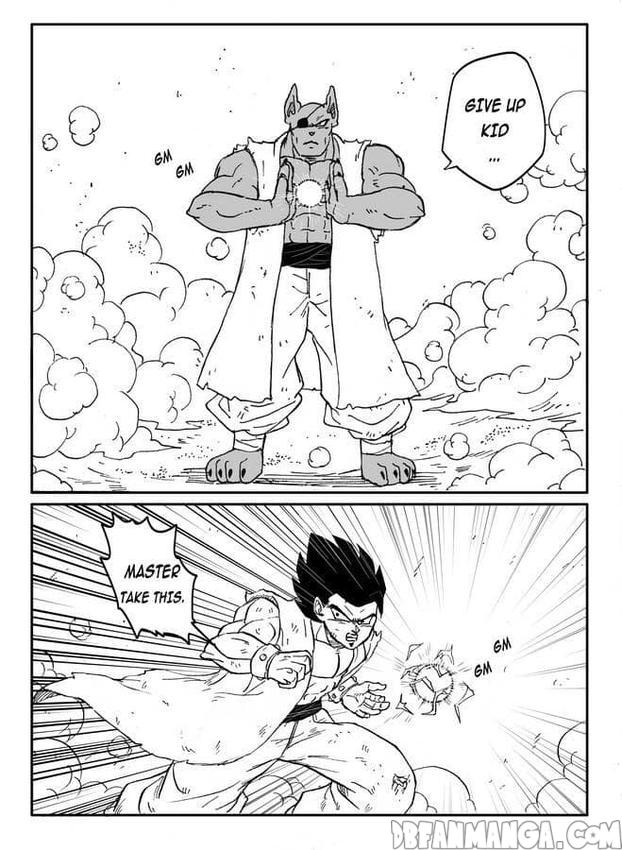 GIVE UP
KID
...
GM
GM
MASTER
TAKE THIS.
GM
GM
DBFANMANGA.COM